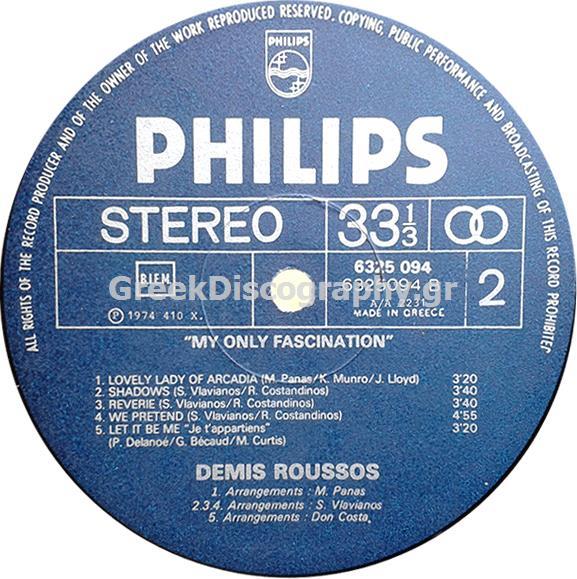 ALL RIGHTS OF THE RECORD PRODUCER AND OF THE OWNER OF THE WORK REPRODUCED RESERVED. COPYING, PUBLIC PERFORMANCE AND BROADCASTING OF THIS RECORD PROHIBITED
PHILIPS
PHILIPS
STEREO 33 1/3
B.I.E.M.
6325 094
6325094 B
GreekDiscography.gr
2
Ⓟ 1974 410 X.
MADE IN GREECE
"MY ONLY FASCINATION"
1. LOVELY LADY OF ARCADIA (M. Panas/K. Munro/J. Lloyd) 3'20
2. SHADOWS (S. Vlavianos/R. Costandinos) 3'40
3. REVERIE (S. Vlavianos/R. Costandinos) 3'40
4. WE PRETEND (S. Vlavianos/R. Costandinos) 4'55
5. LET IT BE ME "Je t'appartiens" 3'20
(P. Delanoé/G. Bécaud/M. Curtis)
DEMIS ROUSSOS
1. Arrangements : M. Panas
2.3.4. Arrangements : S. Vlavianos
5. Arrangements : Don Costa